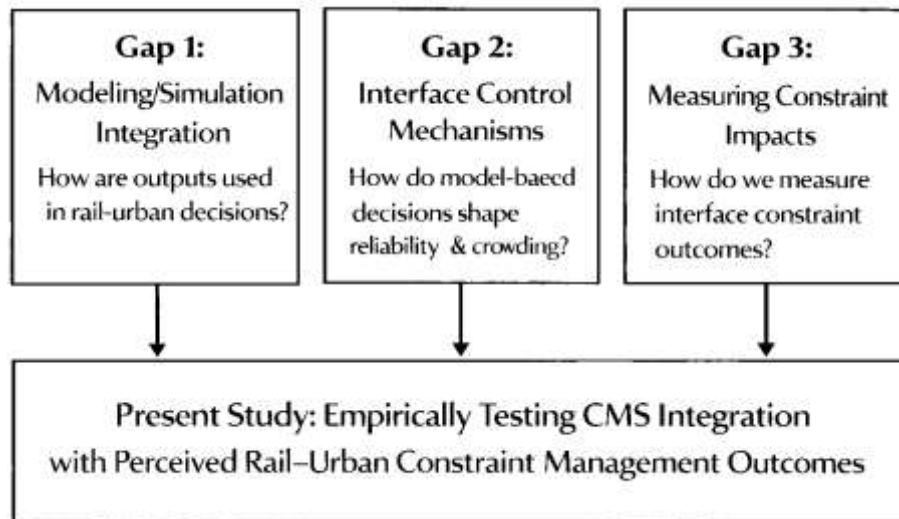 Gap 1:
Modeling/Simulation
Integration
How are outputs used
in rail-urban decisions?
Gap 2:
Interface Control
Mechanisms
How do model-baecd
decisions shape
reliability & crowding?
Gap 3:
Measuring Constraint
Impacts
How do we measure
interface constraint
outcomes?
Present Study: Empirically Testing CMS Integration
with Perceived Rail–Urban Constraint Management Outcomes